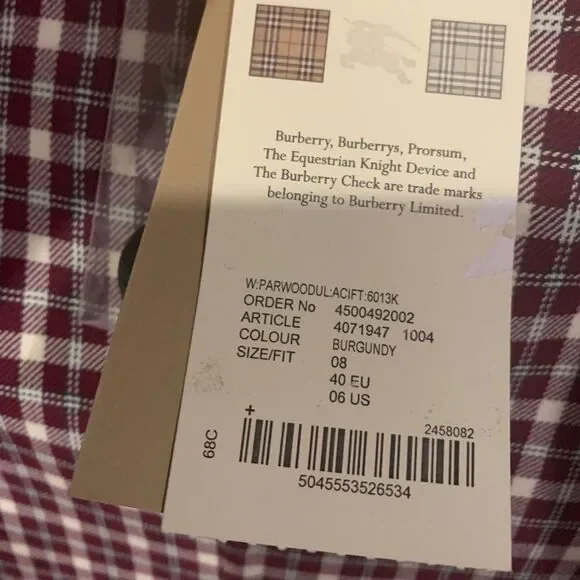 Burberry, Burberrys, Prorsum,
The Equestrian Knight Device and
The Burberry Check are trade marks
belonging to Burberry Limited.
W:PARWOODUL:ACIFT:6013K
ORDER No 4500492002
ARTICLE 4071947 1004
COLOUR BURGUNDY
SIZE/FIT 08
40 EU
06 US
+
2458082
68C
5045553526534